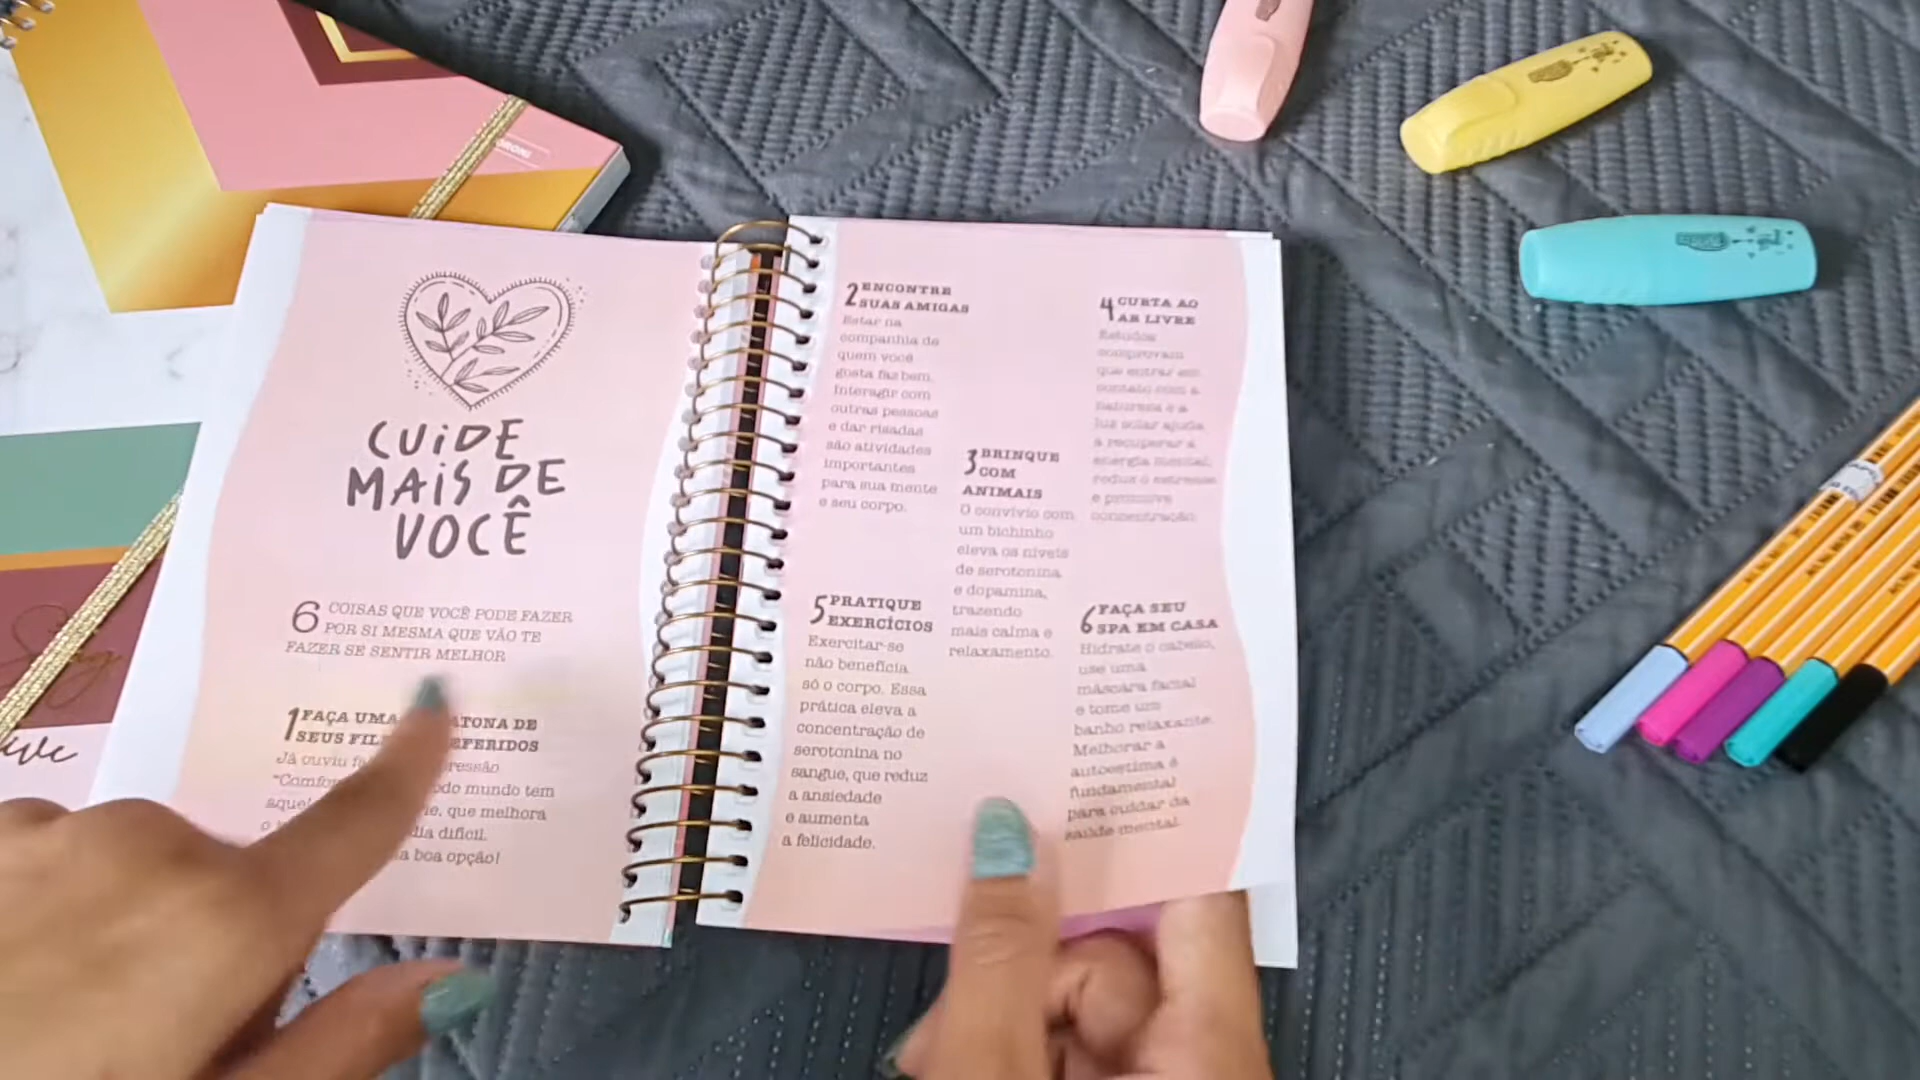 CUIDE
MAIS DE
VOCÊ
6 COISAS QUE VOCÊ PODE FAZER
POR SI MESMA QUE VÃO TE
FAZER SE SENTIR MELHOR
1 FAÇA UMA ATONA DE
SEUS FIL EFERIDOS
Já ouviu ressão
odo mundo tem
que melhora
dia difícil.
boa opção!
2 ENCONTRE
SUAS AMIGAS
Estar na
companhia de
quem você
gosta faz bem.
Interagir com
outras pessoas
e dar risadas
são atividades
importantes
para sua mente
e seu corpo.
3 BRINQUE
COM
ANIMAIS
O convívio com
um bichinho
eleva os níveis
de serotonina
e dopamina,
trazendo
mais calma e
relaxamento.
4 CURTA AO
AR LIVRE
Estudos
comprovam
que entrar em
contato com a
natureza e a
luz solar ajuda
a recuperar a
energia mental,
reduz o estresse
e promove
concentração.
5 PRATIQUE
EXERCÍCIOS
Exercitar-se
não beneficia
só o corpo. Essa
prática eleva a
concentração de
serotonina no
sangue, que reduz
a ansiedade
e aumenta
a felicidade.
6 FAÇA SEU
SPA EM CASA
Hidrate o cabelo,
use uma
máscara facial
e tome um
banho relaxante.
Melhorar a
autoestima é
fundamental
para cuidar da
saúde mental.